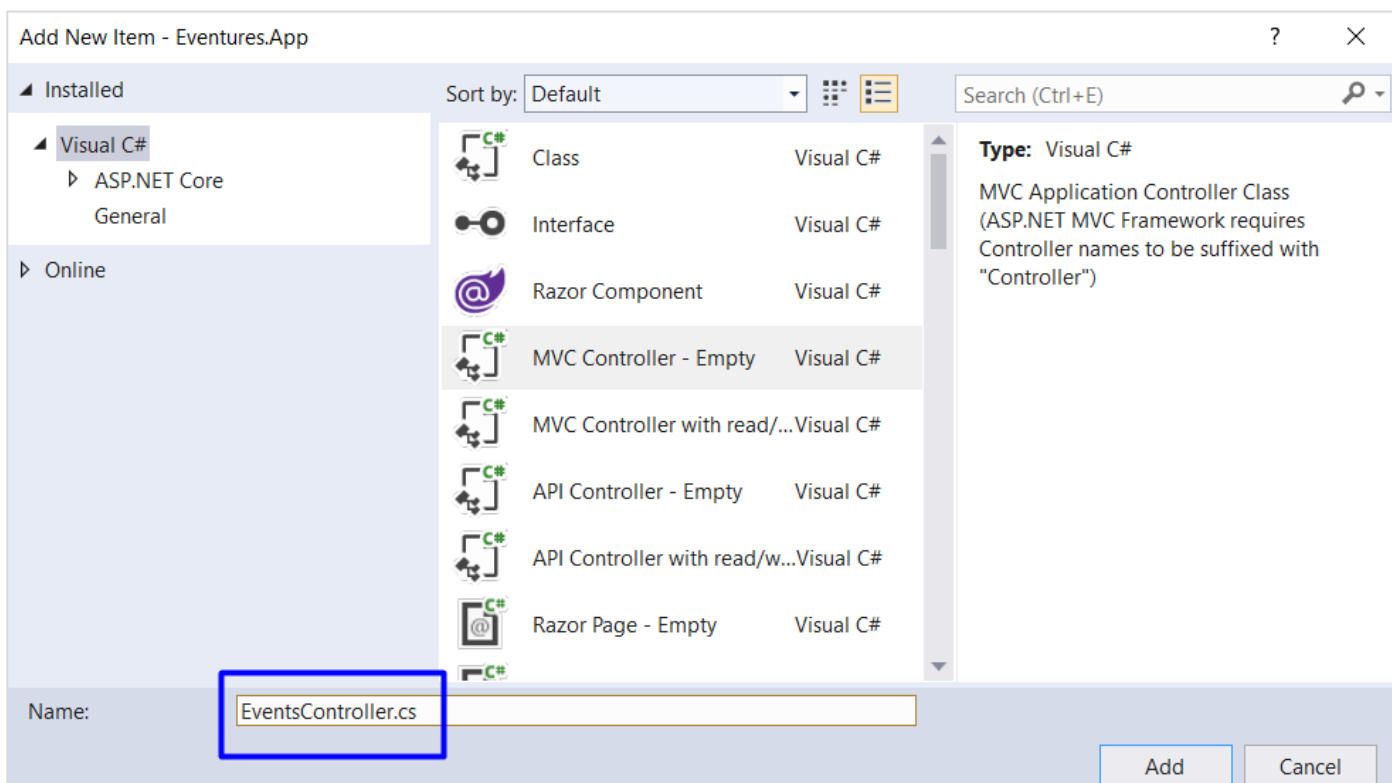 Add New Item - Eventures.App
?
Installed
Visual C#
ASP.NET Core
General
Online
Sort by:
Default
Search (Ctrl+E)
C#
Class
Visual C#
Interface
Visual C#
@
Razor Component
Visual C#
C#
MVC Controller - Empty
Visual C#
C#
MVC Controller with read/...
Visual C#
C#
API Controller - Empty
Visual C#
C#
API Controller with read/w...
Visual C#
C#
@
Razor Page - Empty
Visual C#
C#
Type: Visual C#
MVC Application Controller Class
(ASP.NET MVC Framework requires
Controller names to be suffixed with
"Controller")
Name:
EventsController.cs
Add
Cancel